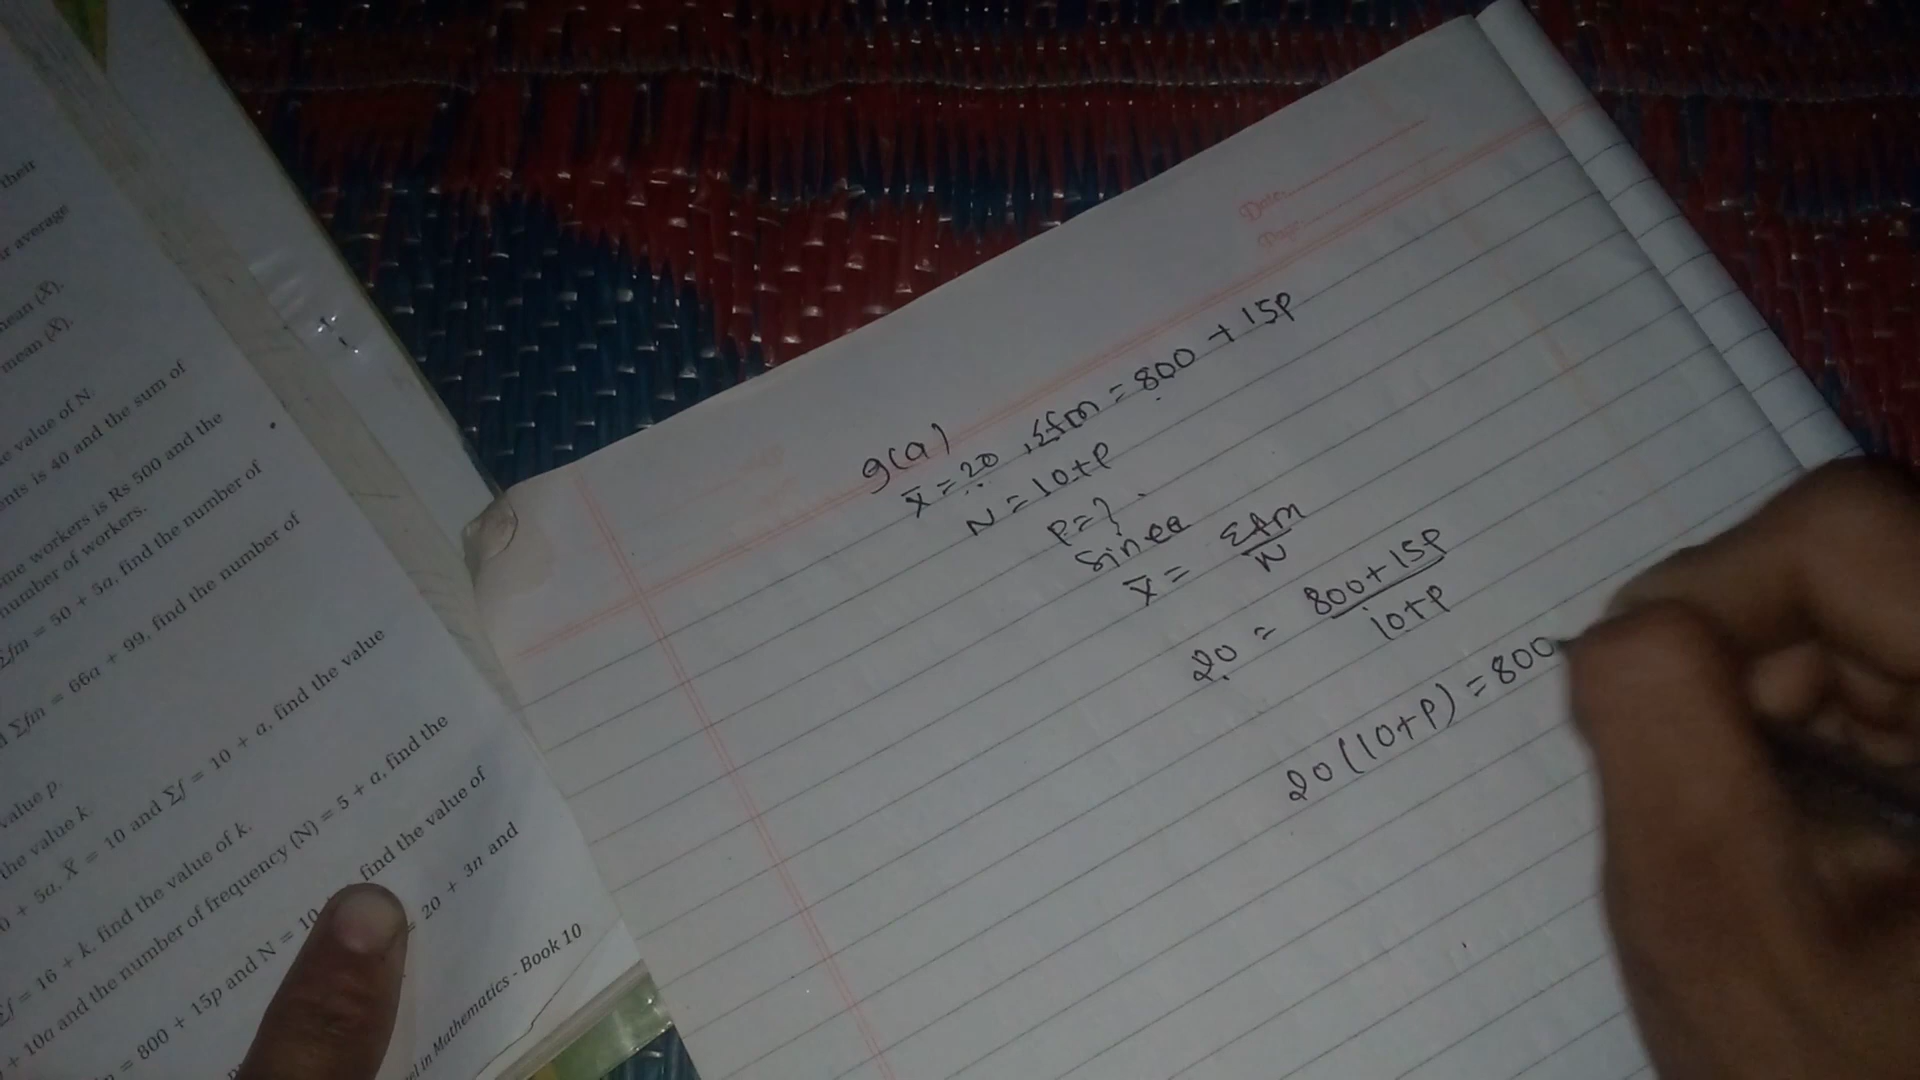 their
average
mean (X̄).
mean (X̄).
value of N.
is 40 and the sum of
workers is Rs 500 and the
number of workers.
Σfm = 50 + 5a, find the number of
Σfm = 66a + 99, find the number of
value p.
the value k.
+ 5a, X̄ = 10 and Σf = 10 + a, find the value
Σf = 16 + k, find the value of k.
+ 10a and the number of frequency (N) = 5 + a, find the
= 800 + 15p and N = 10 find the value of
= 20 + 3n and
in Mathematics - Book 10
Date:
Page:
9(a)
X̄ = 20, Σfm = 800 + 15p
N = 10+p
p = ?
Since
X̄ = Σfm/N
20 = 800+15p/10+p
20(10+p) = 800